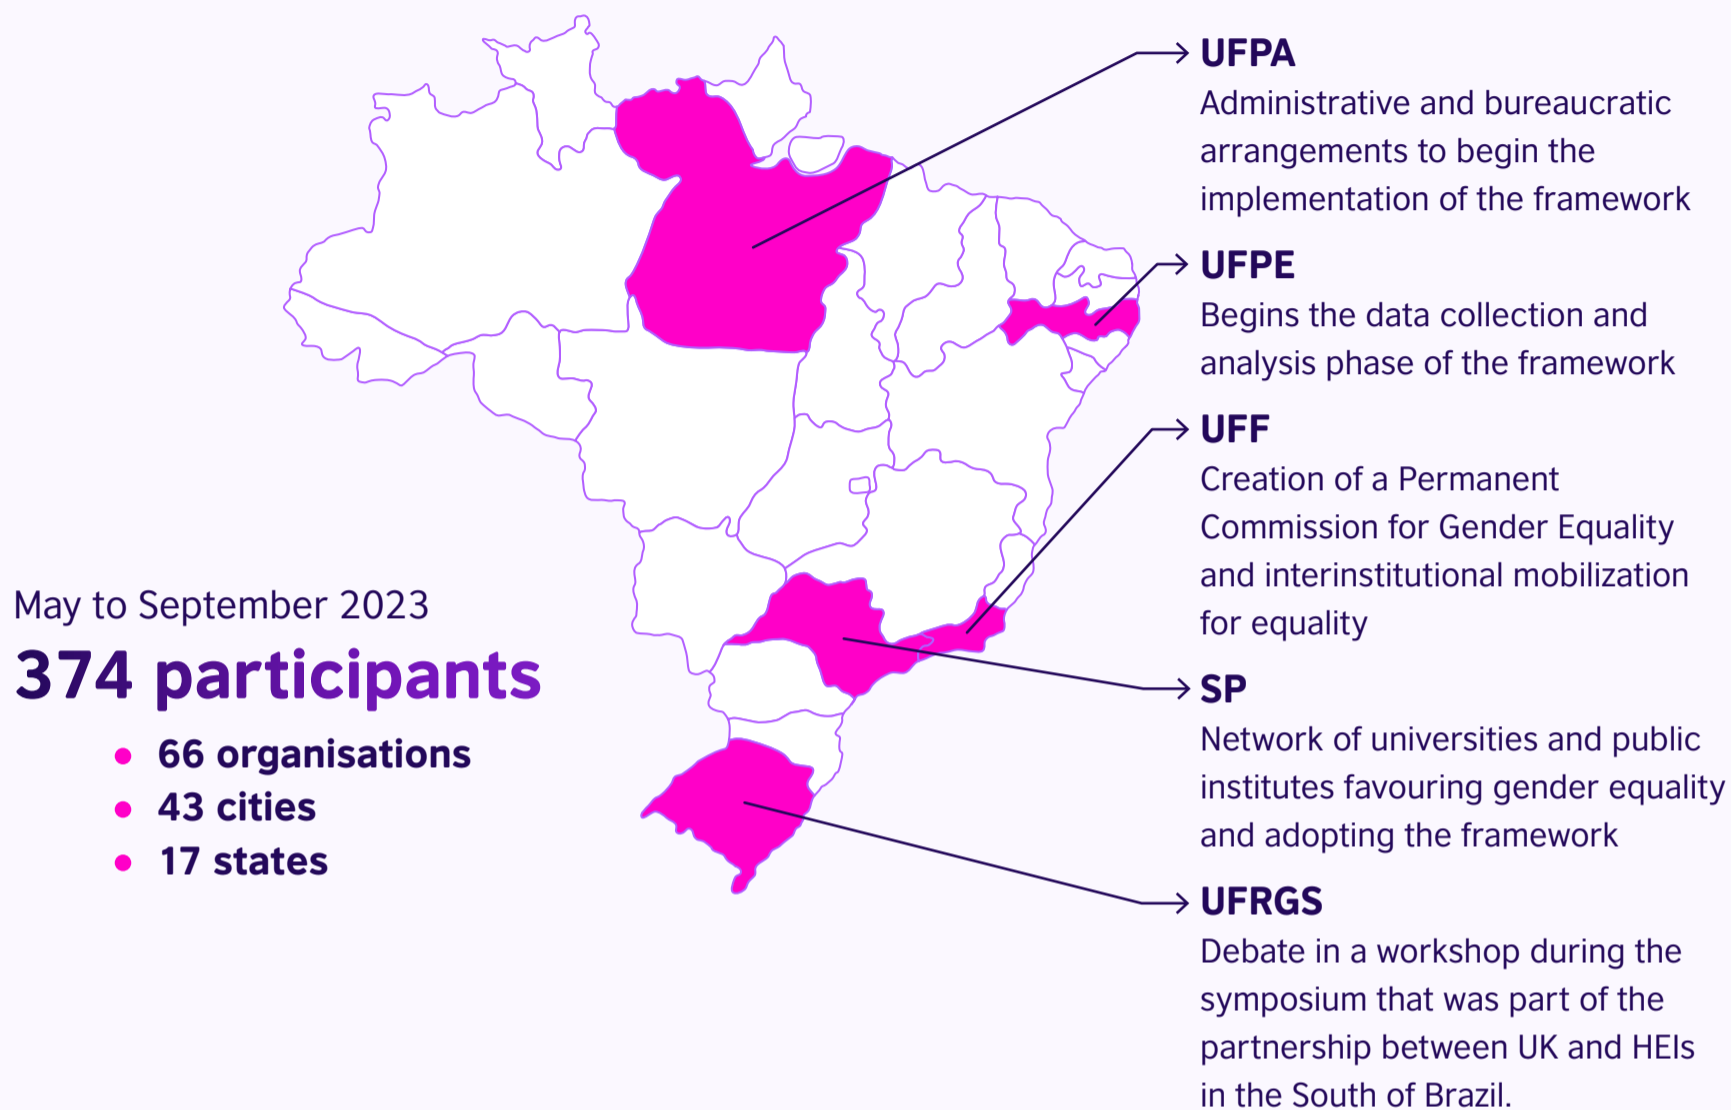 May to September 2023
374 participants
66 organisations
43 cities
17 states
UFPA
Administrative and bureaucratic
arrangements to begin the
implementation of the framework
UFPE
Begins the data collection and
analysis phase of the framework
UFF
Creation of a Permanent
Commission for Gender Equality
and interinstitutional mobilization
for equality
SP
Network of universities and public
institutes favouring gender equality
and adopting the framework
UFRGS
Debate in a workshop during the
symposium that was part of the
partnership between UK and HEIs
in the South of Brazil.